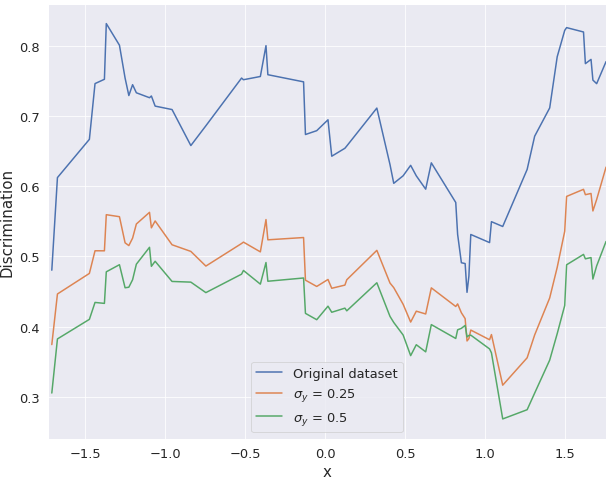 0.8
0.7
0.6
0.5
0.4
0.3
Discrimination
−1.5 −1.0 −0.5 0.0 0.5 1.0 1.5
x
Original dataset
σy = 0.25
σy = 0.5